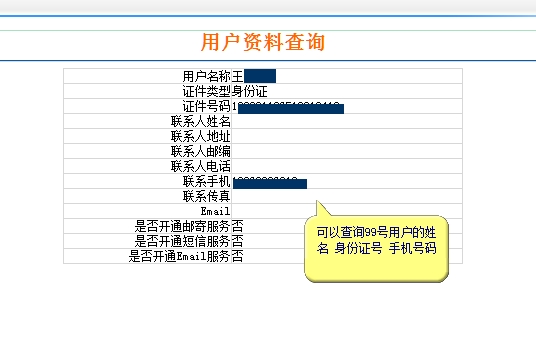 用户资料查询
用户名称 王
证件类型 身份证
证件号码
联系人姓名
联系人地址
联系人邮编
联系人电话
联系手机
联系传真
Email
是否开通邮寄服务 否
是否开通短信服务 否
是否开通Email服务 否
可以查询99号用户的姓
名 身份证号 手机号码